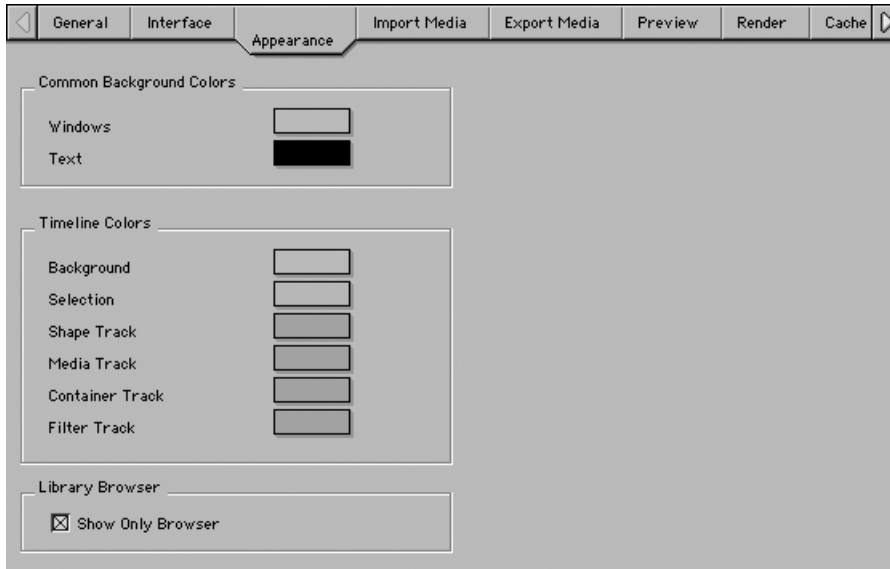 General Interface Appearance Import Media Export Media Preview Render Cache
Common Background Colors
Windows
Text
Timeline Colors
Background
Selection
Shape Track
Media Track
Container Track
Filter Track
Library Browser
Show Only Browser